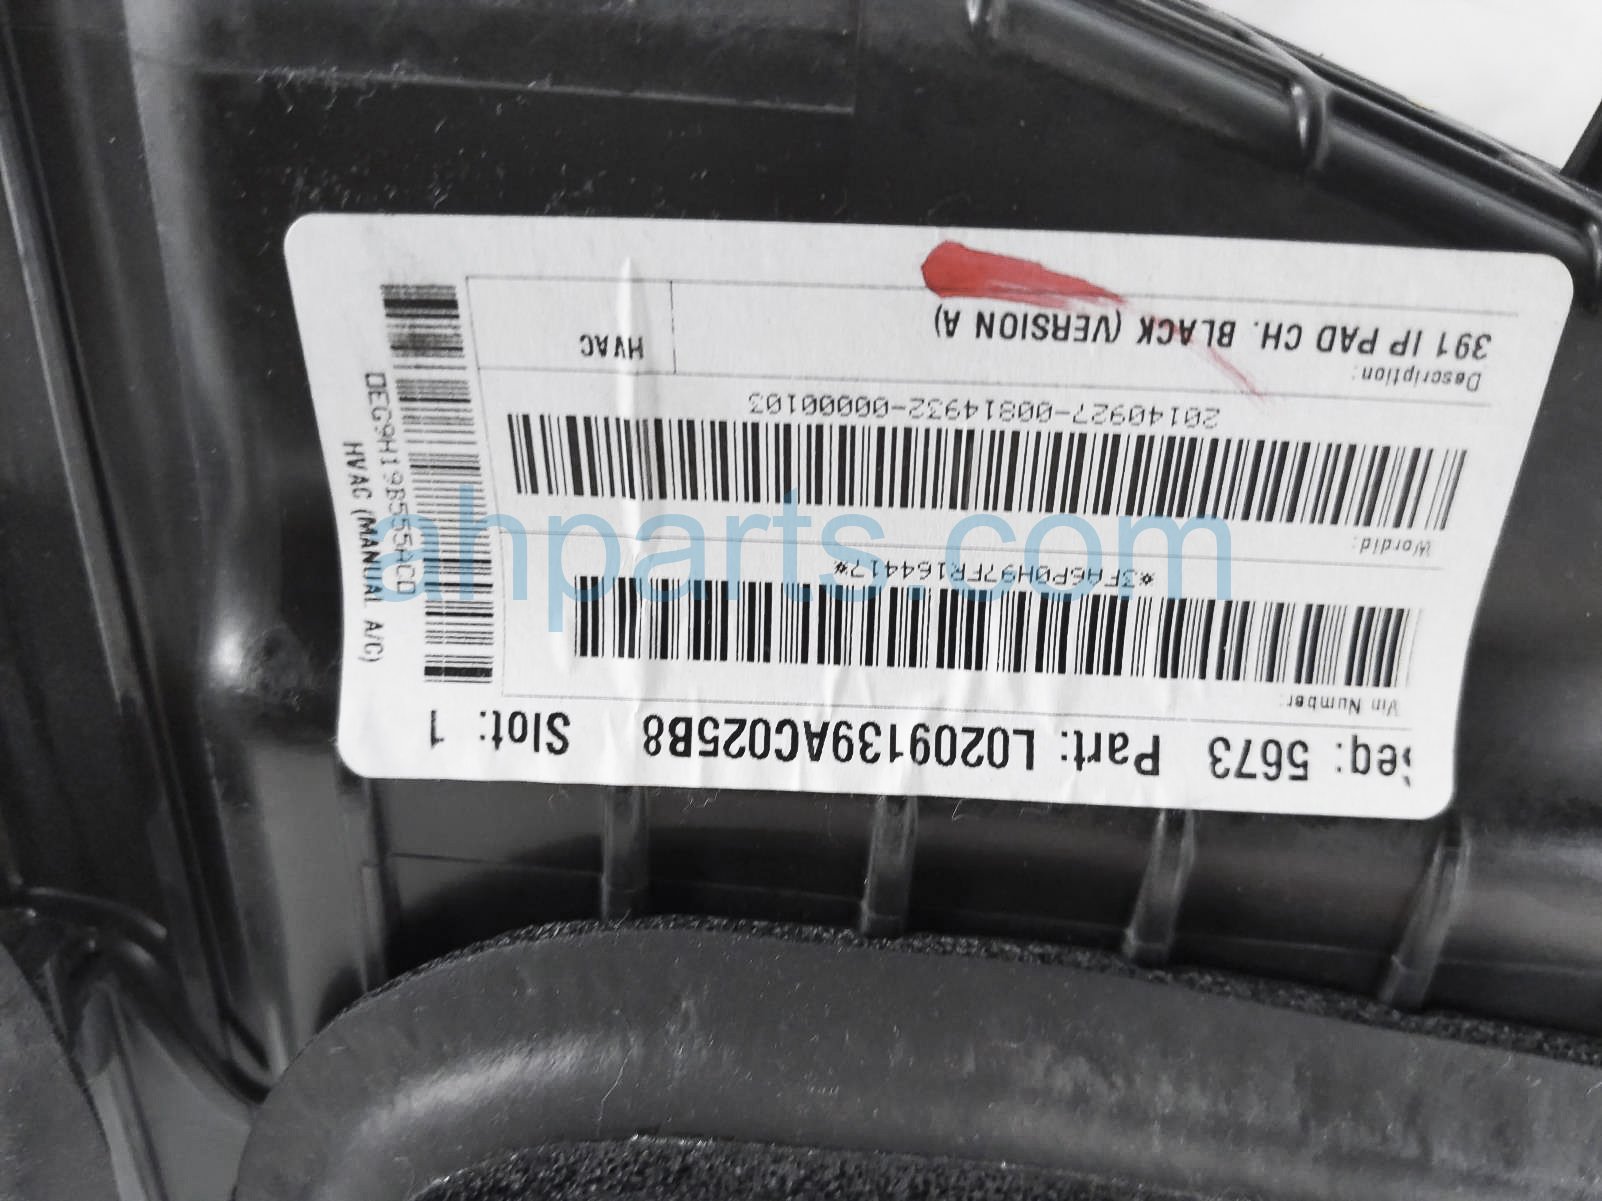 Seq: 5673 Part: L0209139AC025B8 Slot: 1
Vin Number:
*3FA6P0H97FR164417*
WordId:
20140927-00814932-00000103
Description:
391 IP PAD CH. BLACK (VERSION A) HVAC
DEG9H19B555ACD
HVAC (MANUAL A/C)
ahparts.com